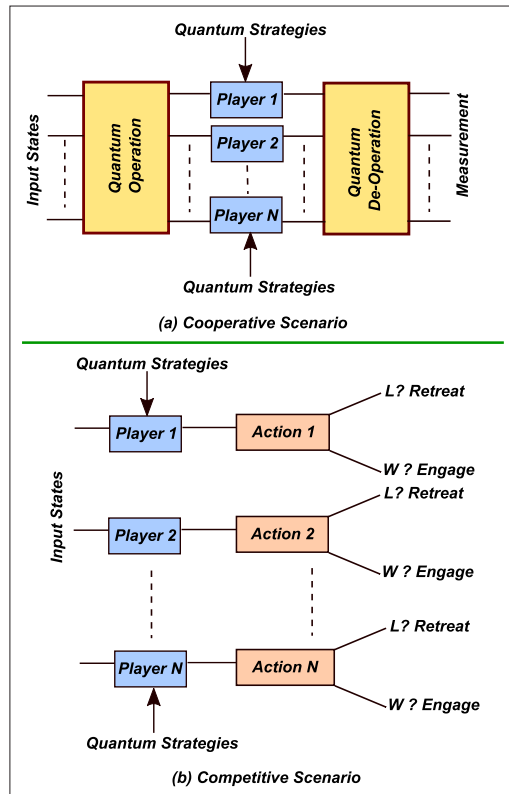 Quantum Strategies
Input States
Quantum
Operation
Player 1
Player 2
Player N
Quantum
De-Operation
Measurement
Quantum Strategies
(a) Cooperative Scenario
Quantum Strategies
Input States
Player 1
Action 1
L? Retreat
W ? Engage
Player 2
Action 2
L? Retreat
W ? Engage
Player N
Action N
L? Retreat
W ? Engage
Quantum Strategies
(b) Competitive Scenario